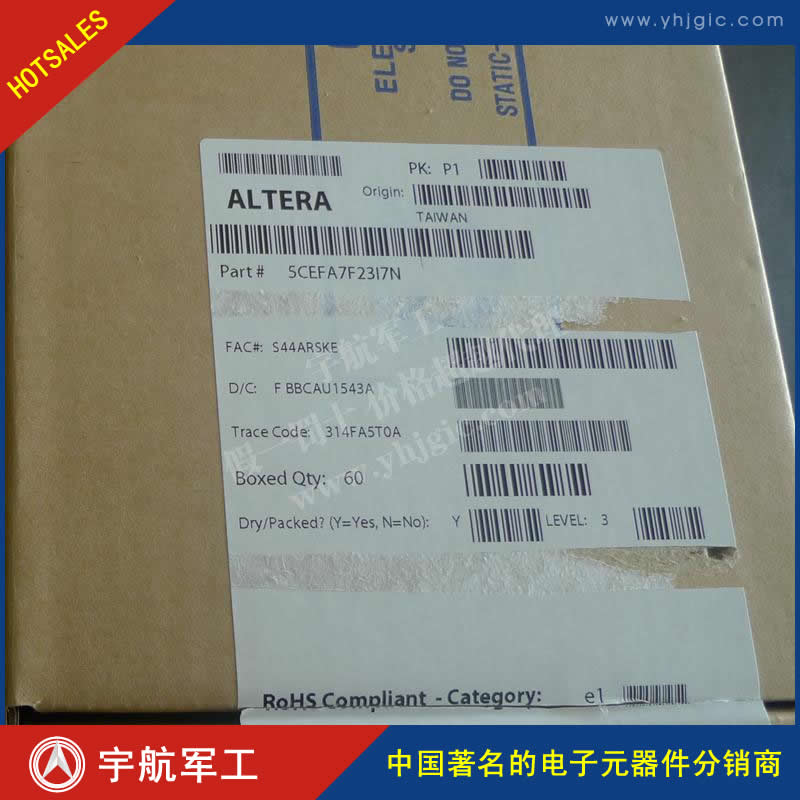 HOTSALES
www.yhjgic.com
ELE
DO NO
STATIC-
PK: P1
ALTERA
Origin:
TAIWAN
Part # 5CEFA7F23I7N
FAC#: S44ARSKE
D/C: F BBCAU1543A
Trace Code: 314FA5T0A
Boxed Qty: 60
Dry/Packed? (Y=Yes, N=No): Y LEVEL: 3
宇航军工
假一罚十 价格超
www.yhjgic.com
RoHS Compliant - Category: e1
宇航军工
中国著名的电子元器件分销商